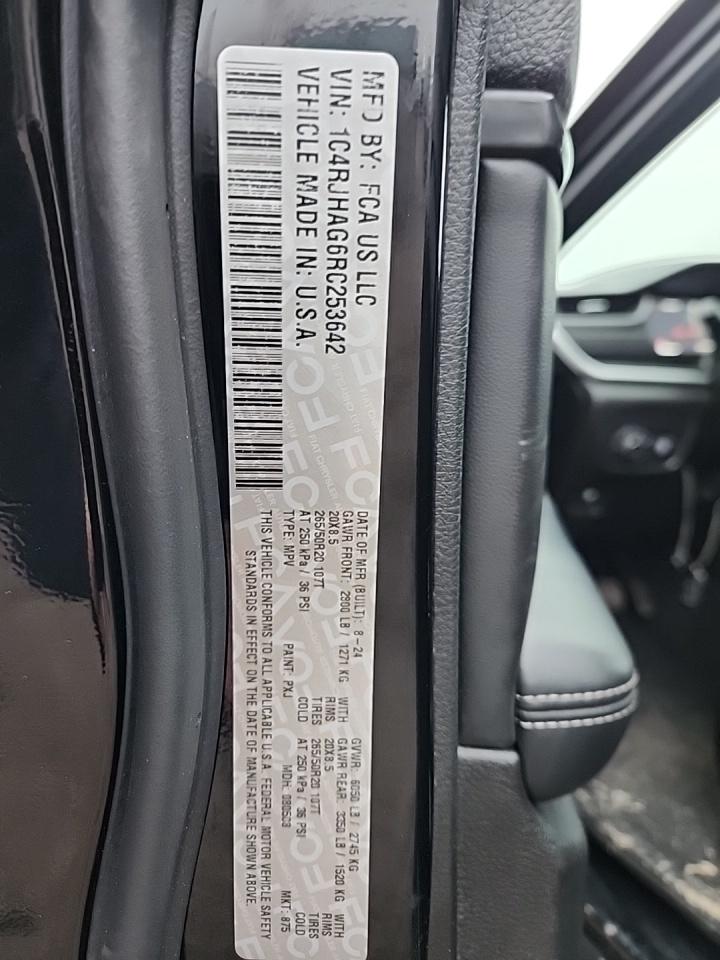 MFD BY: FCA US LLC
VIN: 1C4RJHAG6RC253642
VEHICLE MADE IN: U.S.A.
DATE OF MFR (BUILT): 8-24 GVWR: 6050 LB / 2745 KG
GAWR FRONT: 2800 LB / 1271 KG WITH GAWR REAR: 3350 LB / 1520 KG WITH
20X8.5 RIMS 20X8.5 RIMS
265/50R20 107T TIRES 265/50R20 107T TIRES
AT 250 kPa / 36 PSI COLD AT 250 kPa / 36 PSI COLD
TYPE: MPV PAINT: PXJ MDH: 080503 MKT: 875
THIS VEHICLE CONFORMS TO ALL APPLICABLE U.S.A. FEDERAL MOTOR VEHICLE SAFETY
STANDARDS IN EFFECT ON THE DATE OF MANUFACTURE SHOWN ABOVE.